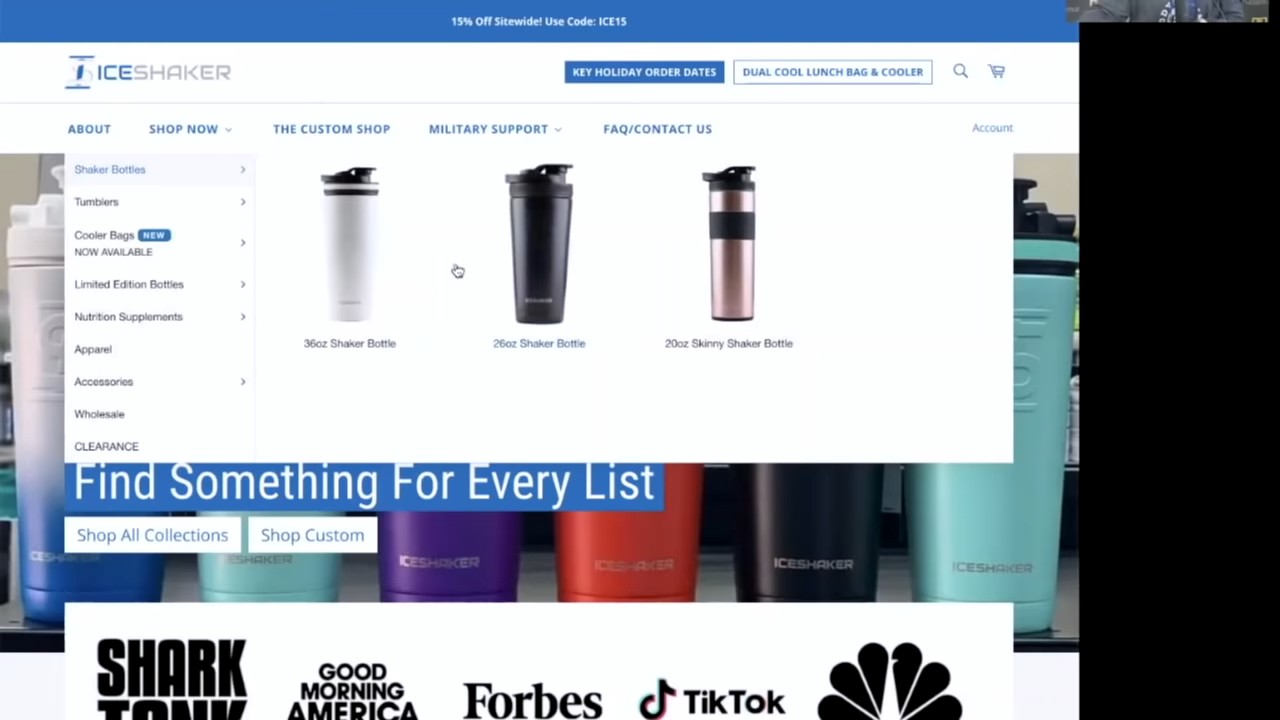 15% Off Sitewide! Use Code: ICE15
ICESHAKER
KEY HOLIDAY ORDER DATES
DUAL COOL LUNCH BAG & COOLER
ABOUT
SHOP NOW
THE CUSTOM SHOP
MILITARY SUPPORT
FAQ/CONTACT US
Account
Shaker Bottles
Tumblers
Cooler Bags NEW
NOW AVAILABLE
Limited Edition Bottles
Nutrition Supplements
Apparel
Accessories
Wholesale
CLEARANCE
36oz Shaker Bottle
26oz Shaker Bottle
20oz Skinny Shaker Bottle
Find Something For Every List
Shop All Collections
Shop Custom
ICESHAKER
ICESHAKER
ICESHAKER
ICESHAKER
ICESHAKER
ICESHAKER
SHARK
TANK
GOOD
MORNING
AMERICA
Forbes
TikTok